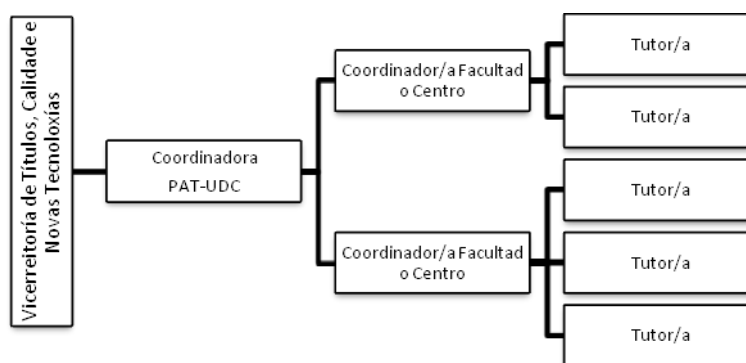 Vicerreitoría de Títulos, Calidade e
Novas Tecnoloxías
Coordinadora
PAT-UDC
Coordinador/a Facultad
o Centro
Tutor/a
Tutor/a
Coordinador/a Facultad
o Centro
Tutor/a
Tutor/a
Tutor/a